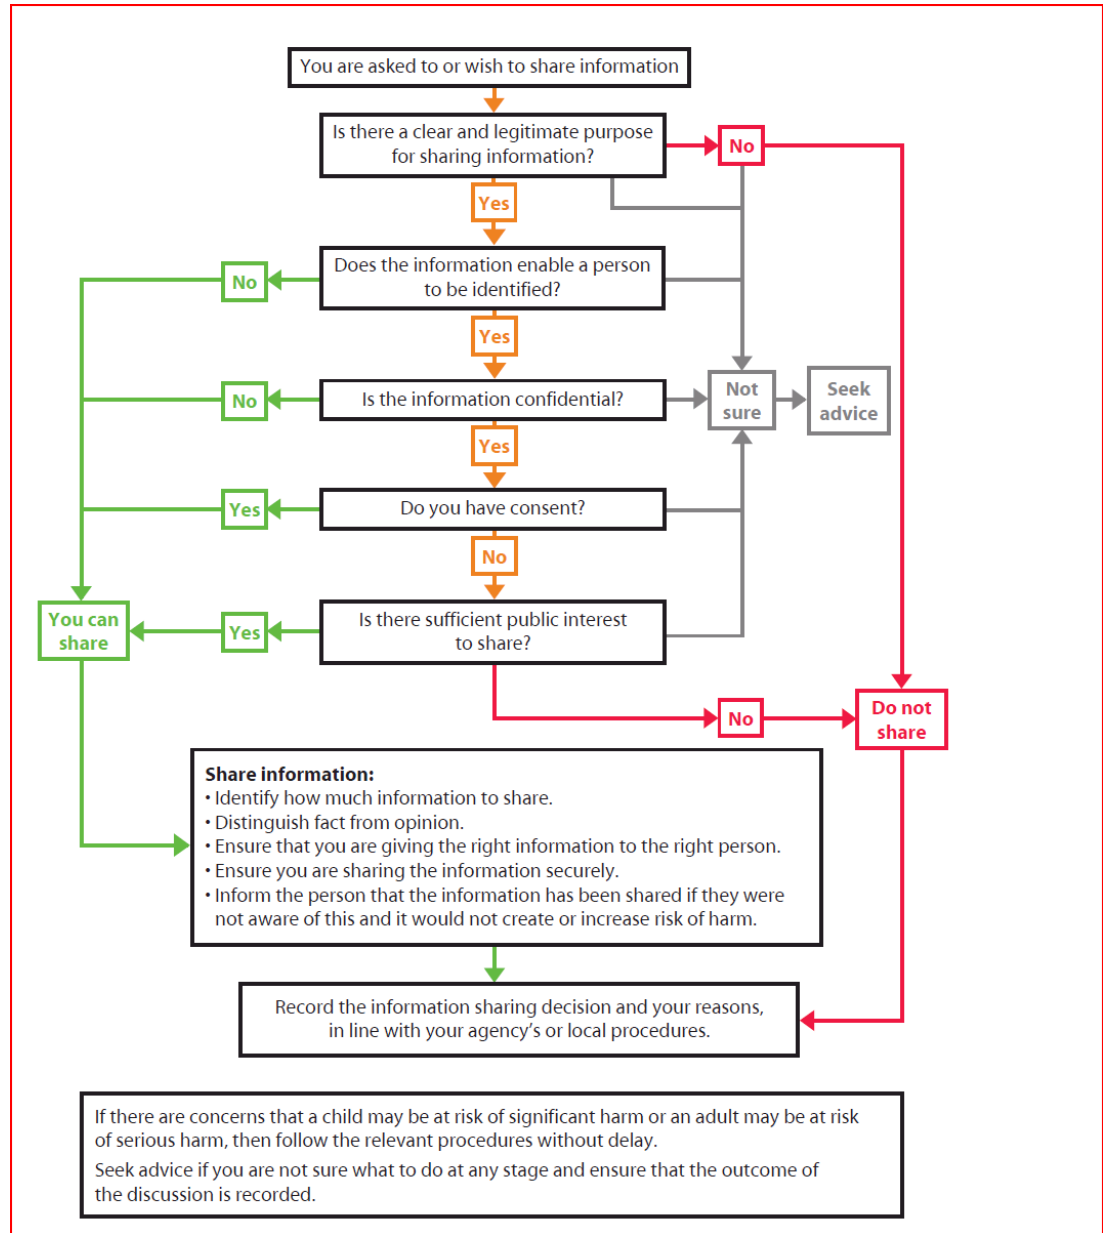 You are asked to or wish to share information
Is there a clear and legitimate purpose
for sharing information?
No
Yes
Does the information enable a person
to be identified?
No
Yes
Is the information confidential?
No
Not
sure
Seek
advice
Yes
Do you have consent?
Yes
No
Is there sufficient public interest
to share?
Yes
You can
share
No
Do not
share
Share information:
• Identify how much information to share.
• Distinguish fact from opinion.
• Ensure that you are giving the right information to the right person.
• Ensure you are sharing the information securely.
• Inform the person that the information has been shared if they were
not aware of this and it would not create or increase risk of harm.
Record the information sharing decision and your reasons,
in line with your agency’s or local procedures.
If there are concerns that a child may be at risk of significant harm or an adult may be at risk
of serious harm, then follow the relevant procedures without delay.
Seek advice if you are not sure what to do at any stage and ensure that the outcome of
the discussion is recorded.